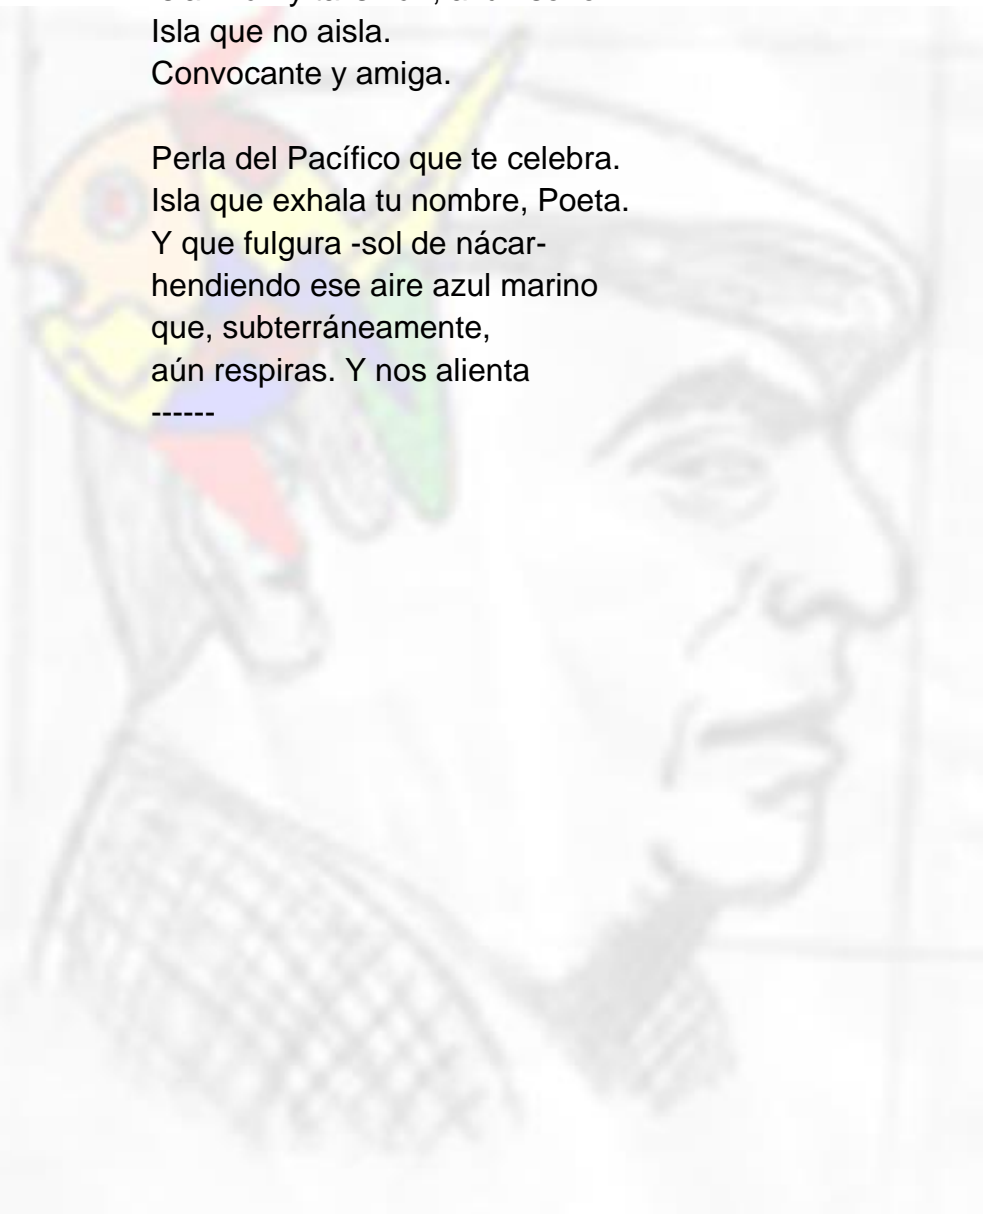 Isla que no aisla.
Convocante y amiga.

Perla del Pacífico que te celebra.
Isla que exhala tu nombre, Poeta.
Y que fulgura -sol de nácar-
hendiendo ese aire azul marino
que, subterráneamente,
aún respiras. Y nos alienta
------